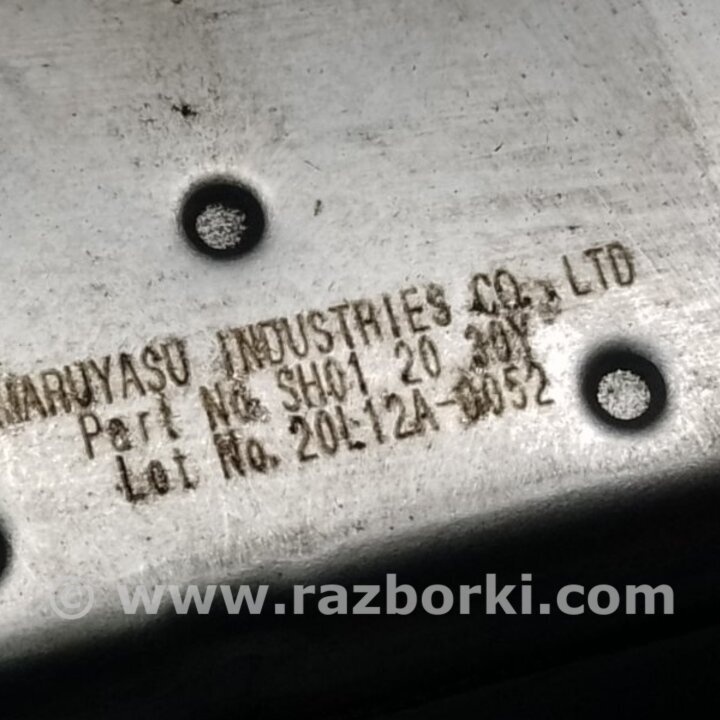 MARUYASU INDUSTRIES CO., LTD
Part No. SH01 20 30Y
Lot No. 20L12A-0052
© www.razborki.com